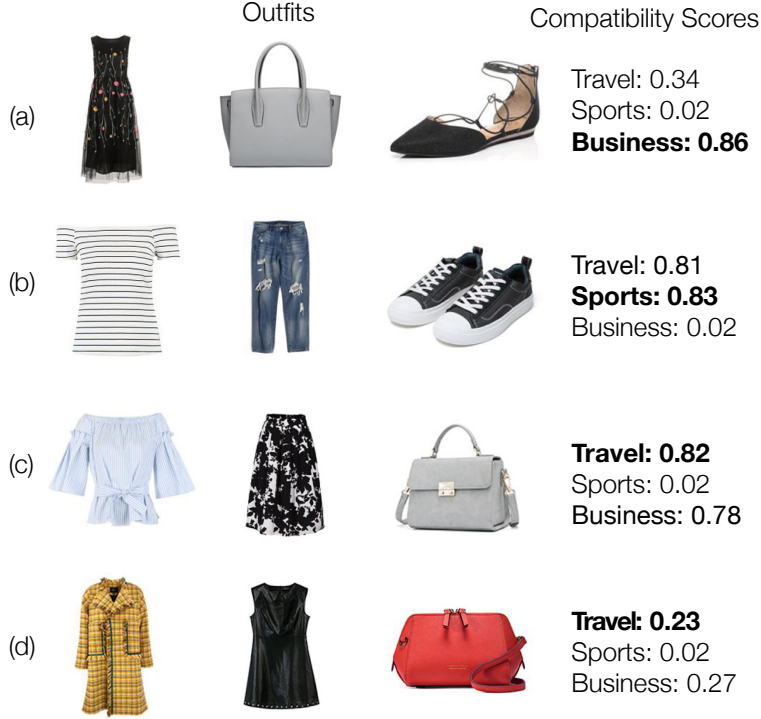 Outfits
Compatibility Scores
(a)
Travel: 0.34
Sports: 0.02
Business: 0.86
(b)
Travel: 0.81
Sports: 0.83
Business: 0.02
(c)
Travel: 0.82
Sports: 0.02
Business: 0.78
(d)
Travel: 0.23
Sports: 0.02
Business: 0.27